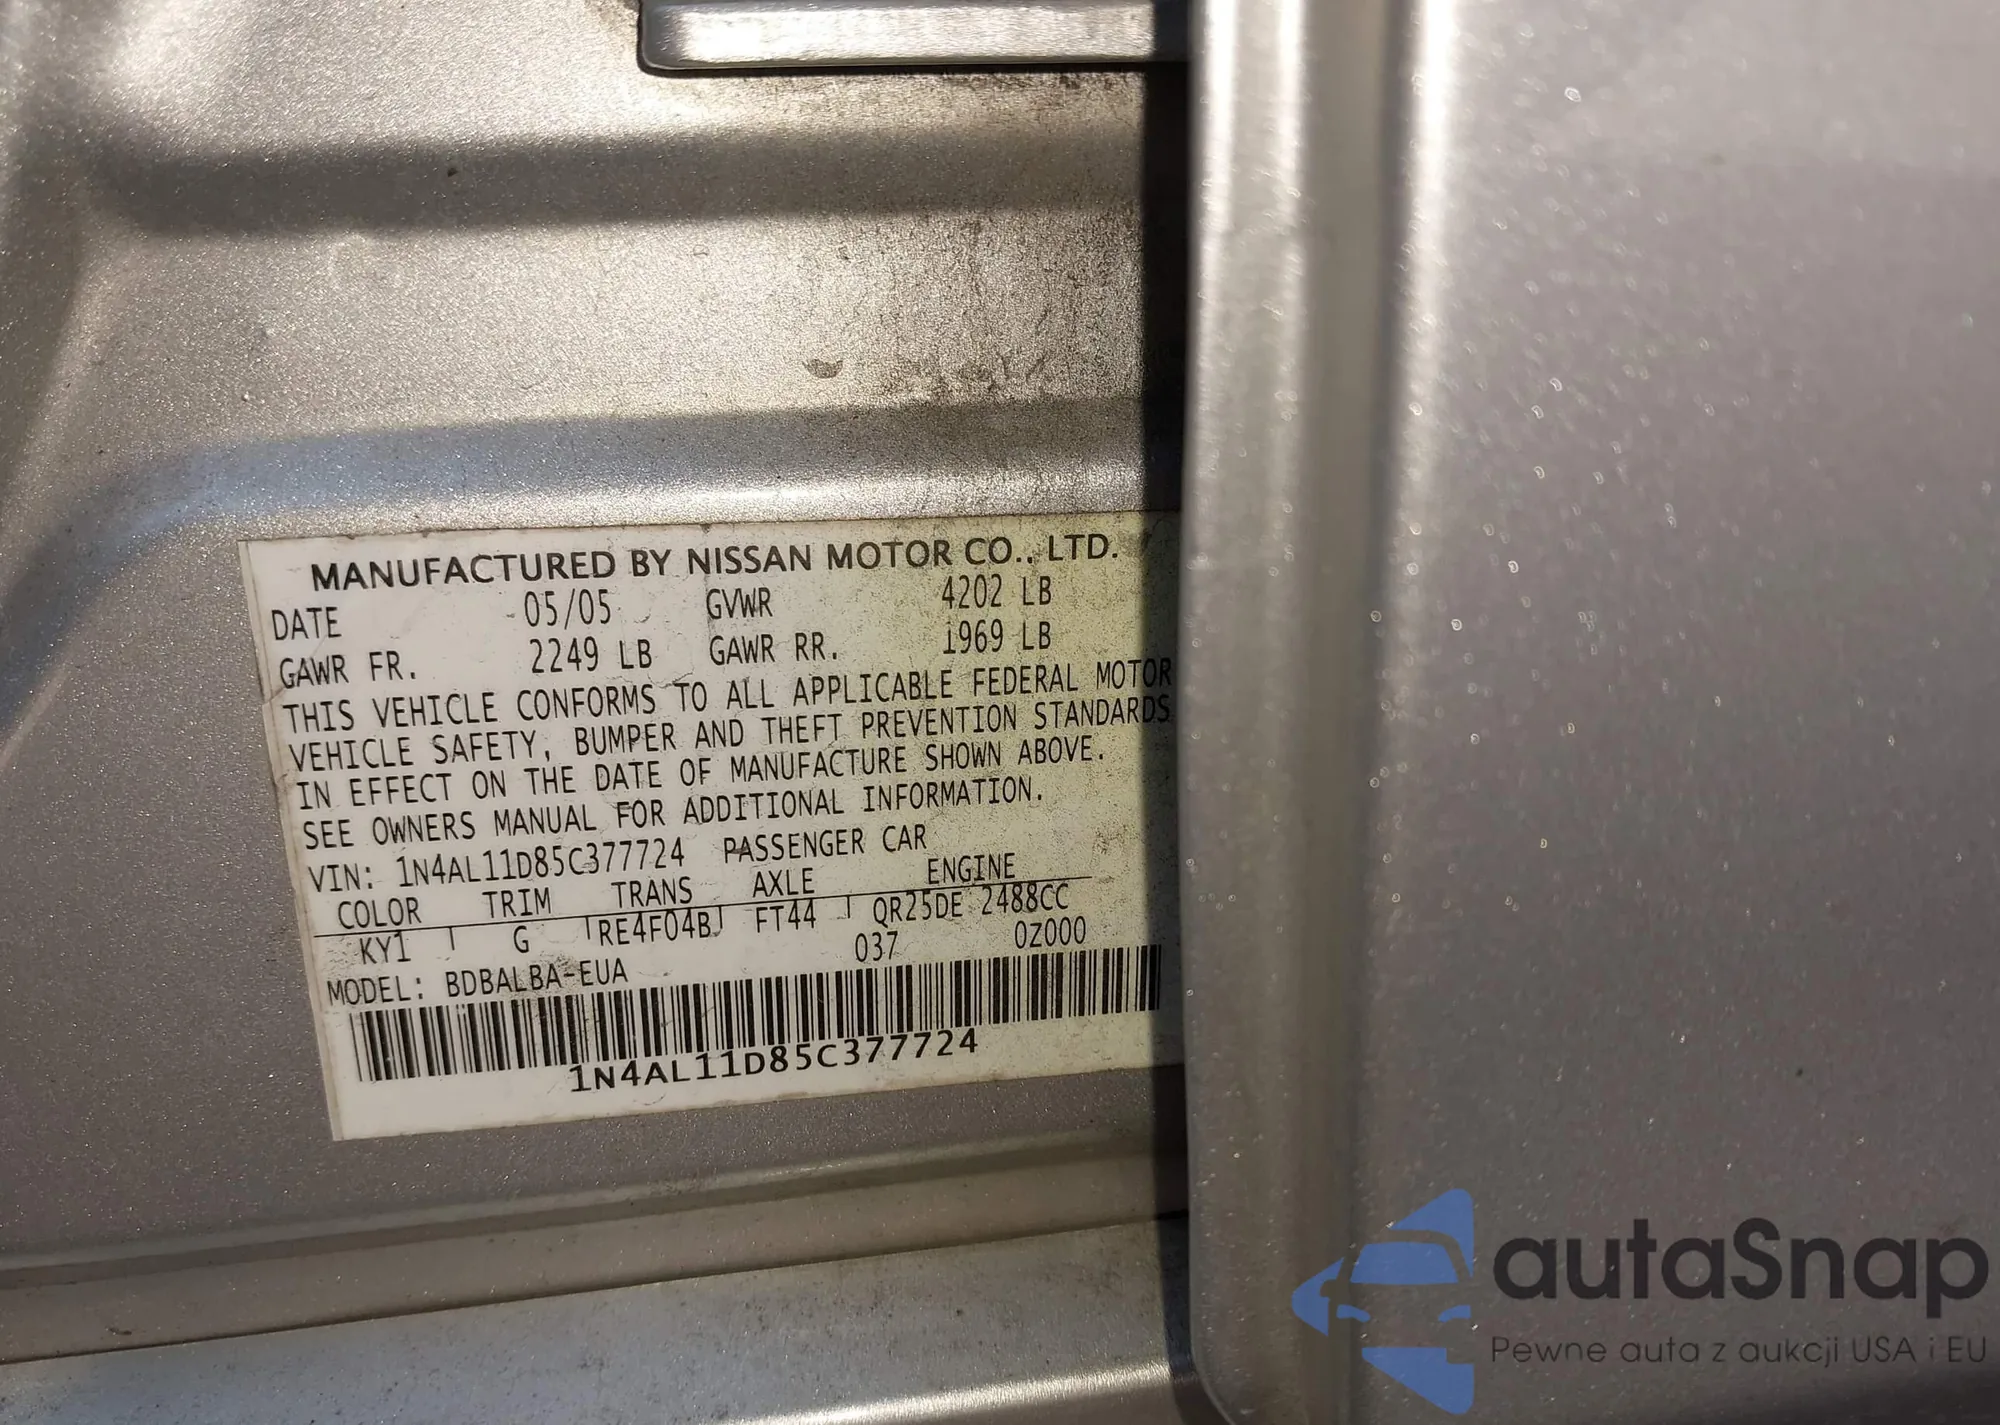 MANUFACTURED BY NISSAN MOTOR CO., LTD.
DATE 05/05 GVWR 4202 LB
GAWR FR. 2249 LB GAWR RR. 1969 LB
THIS VEHICLE CONFORMS TO ALL APPLICABLE FEDERAL MOTOR
VEHICLE SAFETY, BUMPER AND THEFT PREVENTION STANDARDS
IN EFFECT ON THE DATE OF MANUFACTURE SHOWN ABOVE.
SEE OWNERS MANUAL FOR ADDITIONAL INFORMATION.
VIN: 1N4AL11D85C377724 PASSENGER CAR
COLOR TRIM TRANS AXLE ENGINE
KY1 G RE4F04B FT44 QR25DE 2488CC
037 0Z000
MODEL: BDBALBA-EUA
1N4AL11D85C377724
autaSnap
Pewne auta z aukcji USA i EU